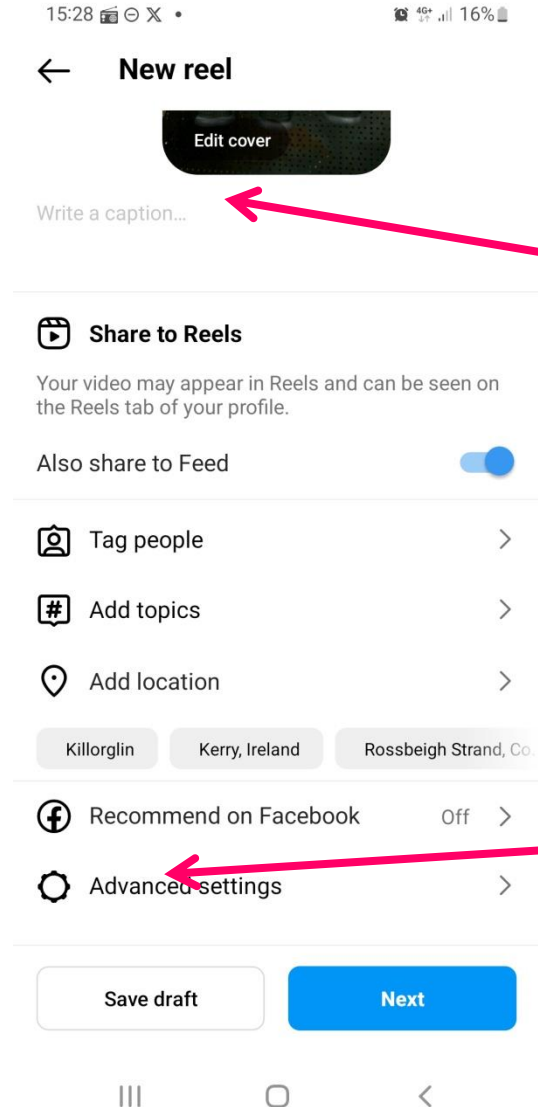 15:28 X • 4G+ 16%
New reel
Edit cover
Write a caption...
Share to Reels
Your video may appear in Reels and can be seen on
the Reels tab of your profile.
Also share to Feed
Tag people
# Add topics
Add location
Killorglin Kerry, Ireland Rossbeigh Strand, Co.
Recommend on Facebook Off
Advanced settings
Save draft Next